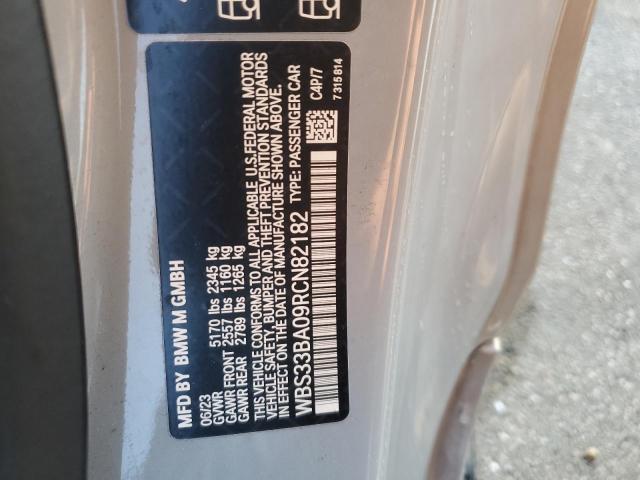 MFD BY BMW M GMBH
06/23
GVWR 5170 lbs 2345 kg
GAWR FRONT 2557 lbs 1160 kg
GAWR REAR 2789 lbs 1265 kg
THIS VEHICLE CONFORMS TO ALL APPLICABLE U.S. FEDERAL MOTOR
VEHICLE SAFETY, BUMPER AND THEFT PREVENTION STANDARDS
IN EFFECT ON THE DATE OF MANUFACTURE SHOWN ABOVE.
WBS33BA09RCN82182 TYPE: PASSENGER CAR
C4P/7
7315814